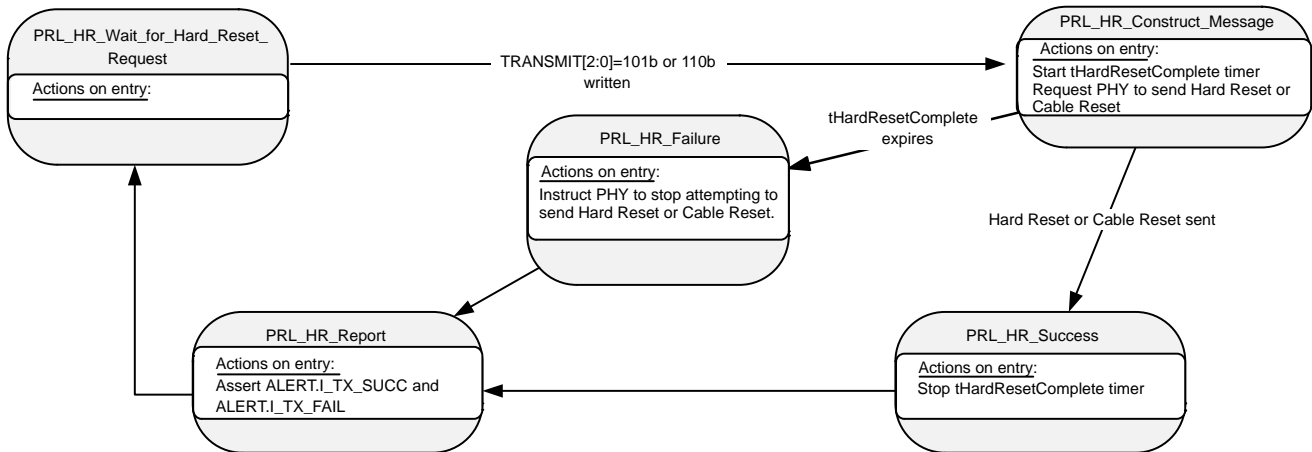 PRL_HR_Wait_for_Hard_Reset_
Request
Actions on entry:
TRANSMIT[2:0]=101b or 110b
written
PRL_HR_Construct_Message
Actions on entry:
Start tHardResetComplete timer
Request PHY to send Hard Reset or
Cable Reset
tHardResetComplete
expires
PRL_HR_Failure
Actions on entry:
Instruct PHY to stop attempting to
send Hard Reset or Cable Reset.
Hard Reset or Cable Reset sent
PRL_HR_Report
Actions on entry:
Assert ALERT.I_TX_SUCC and
ALERT.I_TX_FAIL
PRL_HR_Success
Actions on entry:
Stop tHardResetComplete timer